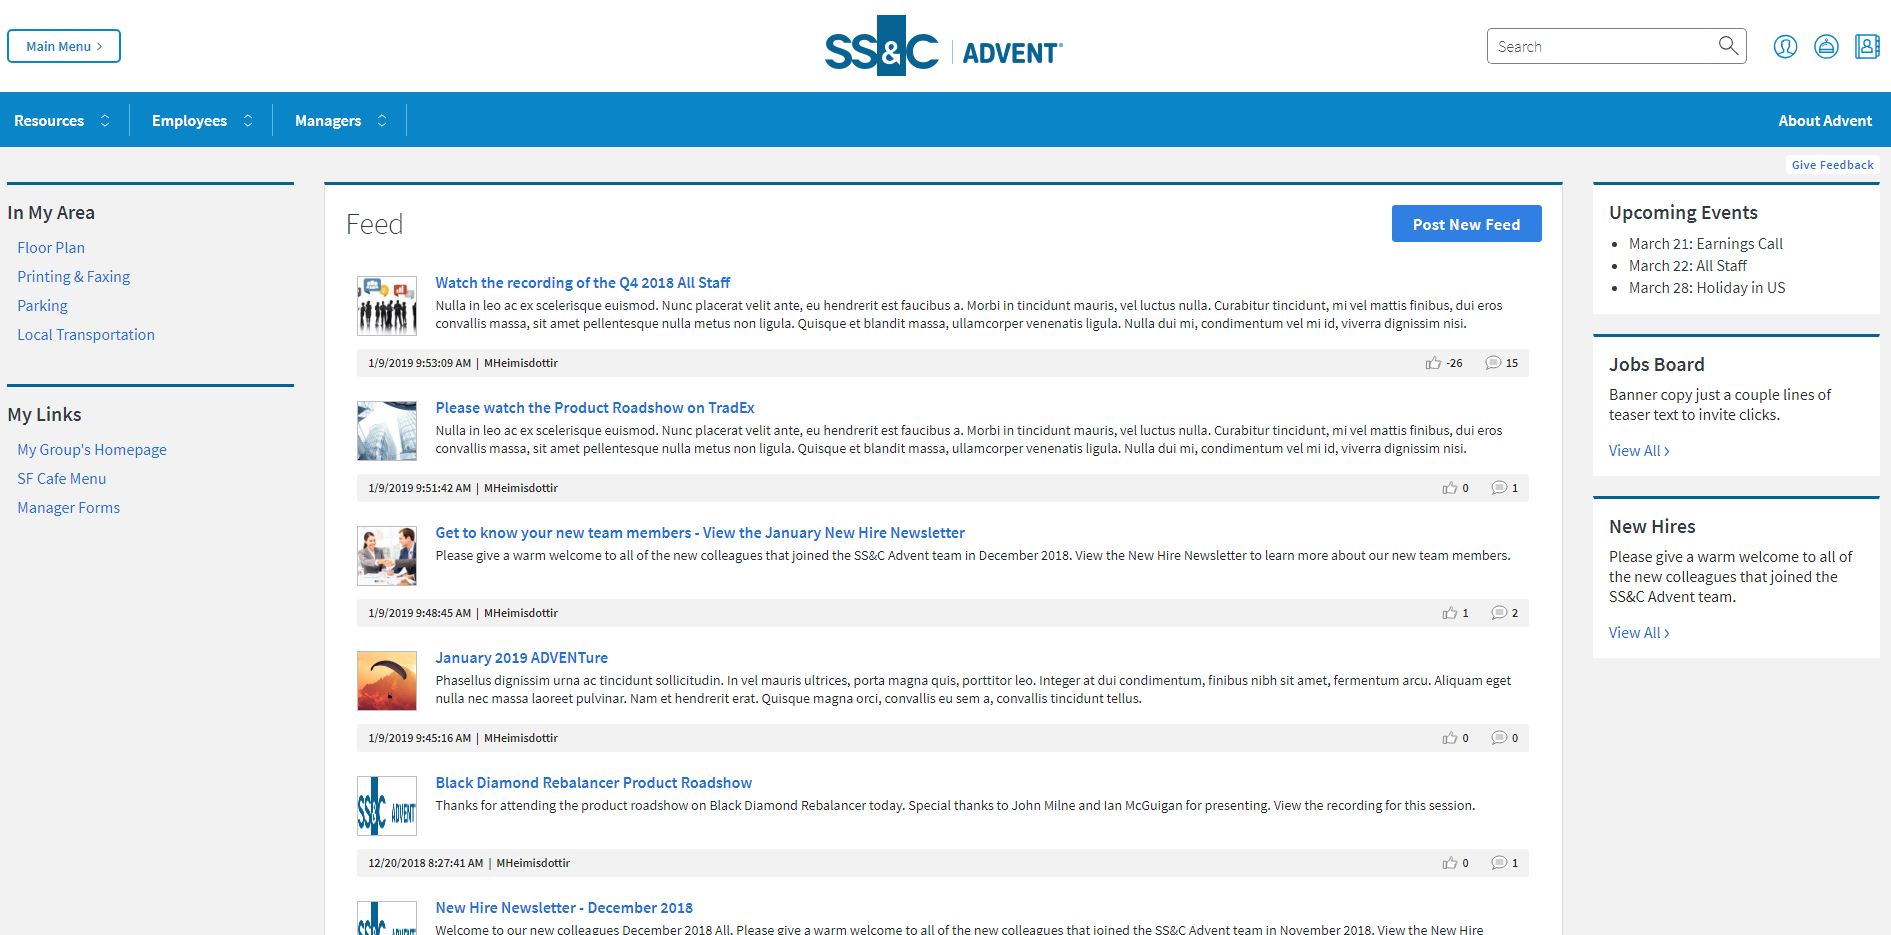 Main Menu >
SS&C | ADVENT®
Search
Resources
Employees
Managers
About Advent
Give Feedback
In My Area
Floor Plan
Printing & Faxing
Parking
Local Transportation
My Links
My Group's Homepage
SF Cafe Menu
Manager Forms
Feed
Post New Feed
Watch the recording of the Q4 2018 All Staff
Nulla in leo ac ex scelerisque euismod. Nunc placerat velit ante, eu hendrerit est faucibus a. Morbi in tincidunt mauris, vel luctus nulla. Curabitur tincidunt, mi vel mattis finibus, dui eros
convallis massa, sit amet pellentesque nulla metus non ligula. Quisque et blandit massa, ullamcorper venenatis ligula. Nulla dui mi, condimentum vel mi id, viverra dignissim nisi.
1/9/2019 9:53:09 AM | MHeimisdottir
-26
15
Please watch the Product Roadshow on TradEx
Nulla in leo ac ex scelerisque euismod. Nunc placerat velit ante, eu hendrerit est faucibus a. Morbi in tincidunt mauris, vel luctus nulla. Curabitur tincidunt, mi vel mattis finibus, dui eros
convallis massa, sit amet pellentesque nulla metus non ligula. Quisque et blandit massa, ullamcorper venenatis ligula. Nulla dui mi, condimentum vel mi id, viverra dignissim nisi.
1/9/2019 9:51:42 AM | MHeimisdottir
0
1
Get to know your new team members - View the January New Hire Newsletter
Please give a warm welcome to all of the new colleagues that joined the SS&C Advent team in December 2018. View the New Hire Newsletter to learn more about our new team members.
1/9/2019 9:48:45 AM | MHeimisdottir
1
2
January 2019 ADVENTure
Phasellus dignissim urna ac tincidunt sollicitudin. In vel mauris ultrices, porta magna quis, porttitor leo. Integer at dui condimentum, finibus nibh sit amet, fermentum arcu. Aliquam eget
nulla nec massa laoreet pulvinar. Nam et hendrerit erat. Quisque magna orci, convallis eu sem a, convallis tincidunt tellus.
1/9/2019 9:45:16 AM | MHeimisdottir
0
0
SS&C ADVENT
Black Diamond Rebalancer Product Roadshow
Thanks for attending the product roadshow on Black Diamond Rebalancer today. Special thanks to John Milne and Ian McGuigan for presenting. View the recording for this session.
12/20/2018 8:27:41 AM | MHeimisdottir
0
1
SS&C ADVENT
New Hire Newsletter - December 2018
Welcome to our new colleagues December 2018 All, Please give a warm welcome to all of the new colleagues that joined the SS&C Advent team in November 2018. View the New Hire
Upcoming Events
• March 21: Earnings Call
• March 22: All Staff
• March 28: Holiday in US
Jobs Board
Banner copy just a couple lines of
teaser text to invite clicks.
View All >
New Hires
Please give a warm welcome to all of
the new colleagues that joined the
SS&C Advent team.
View All >